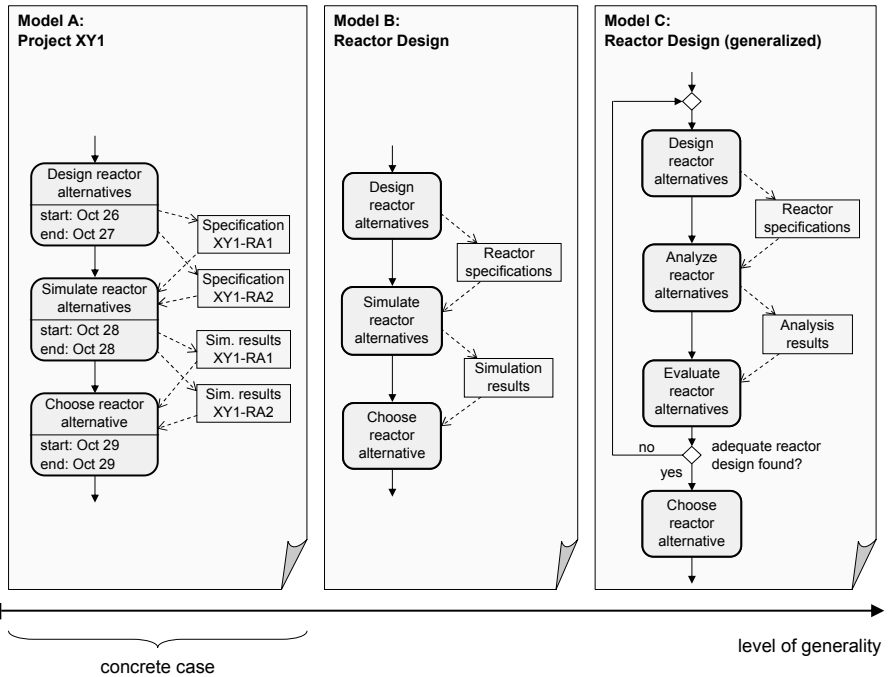 Model A:
Project XY1
Design reactor
alternatives
start: Oct 26
end: Oct 27
Specification
XY1-RA1
Specification
XY1-RA2
Simulate reactor
alternatives
start: Oct 28
end: Oct 28
Sim. results
XY1-RA1
Sim. results
XY1-RA2
Choose reactor
alternative
start: Oct 29
end: Oct 29
Model B:
Reactor Design
Design
reactor
alternatives
Reactor
specifications
Simulate
reactor
alternatives
Simulation
results
Choose
reactor
alternative
Model C:
Reactor Design (generalized)
Design
reactor
alternatives
Reactor
specifications
Analyze
reactor
alternatives
Analysis
results
Evaluate
reactor
alternatives
no
adequate reactor
design found?
yes
Choose
reactor
alternative
level of generality
concrete case